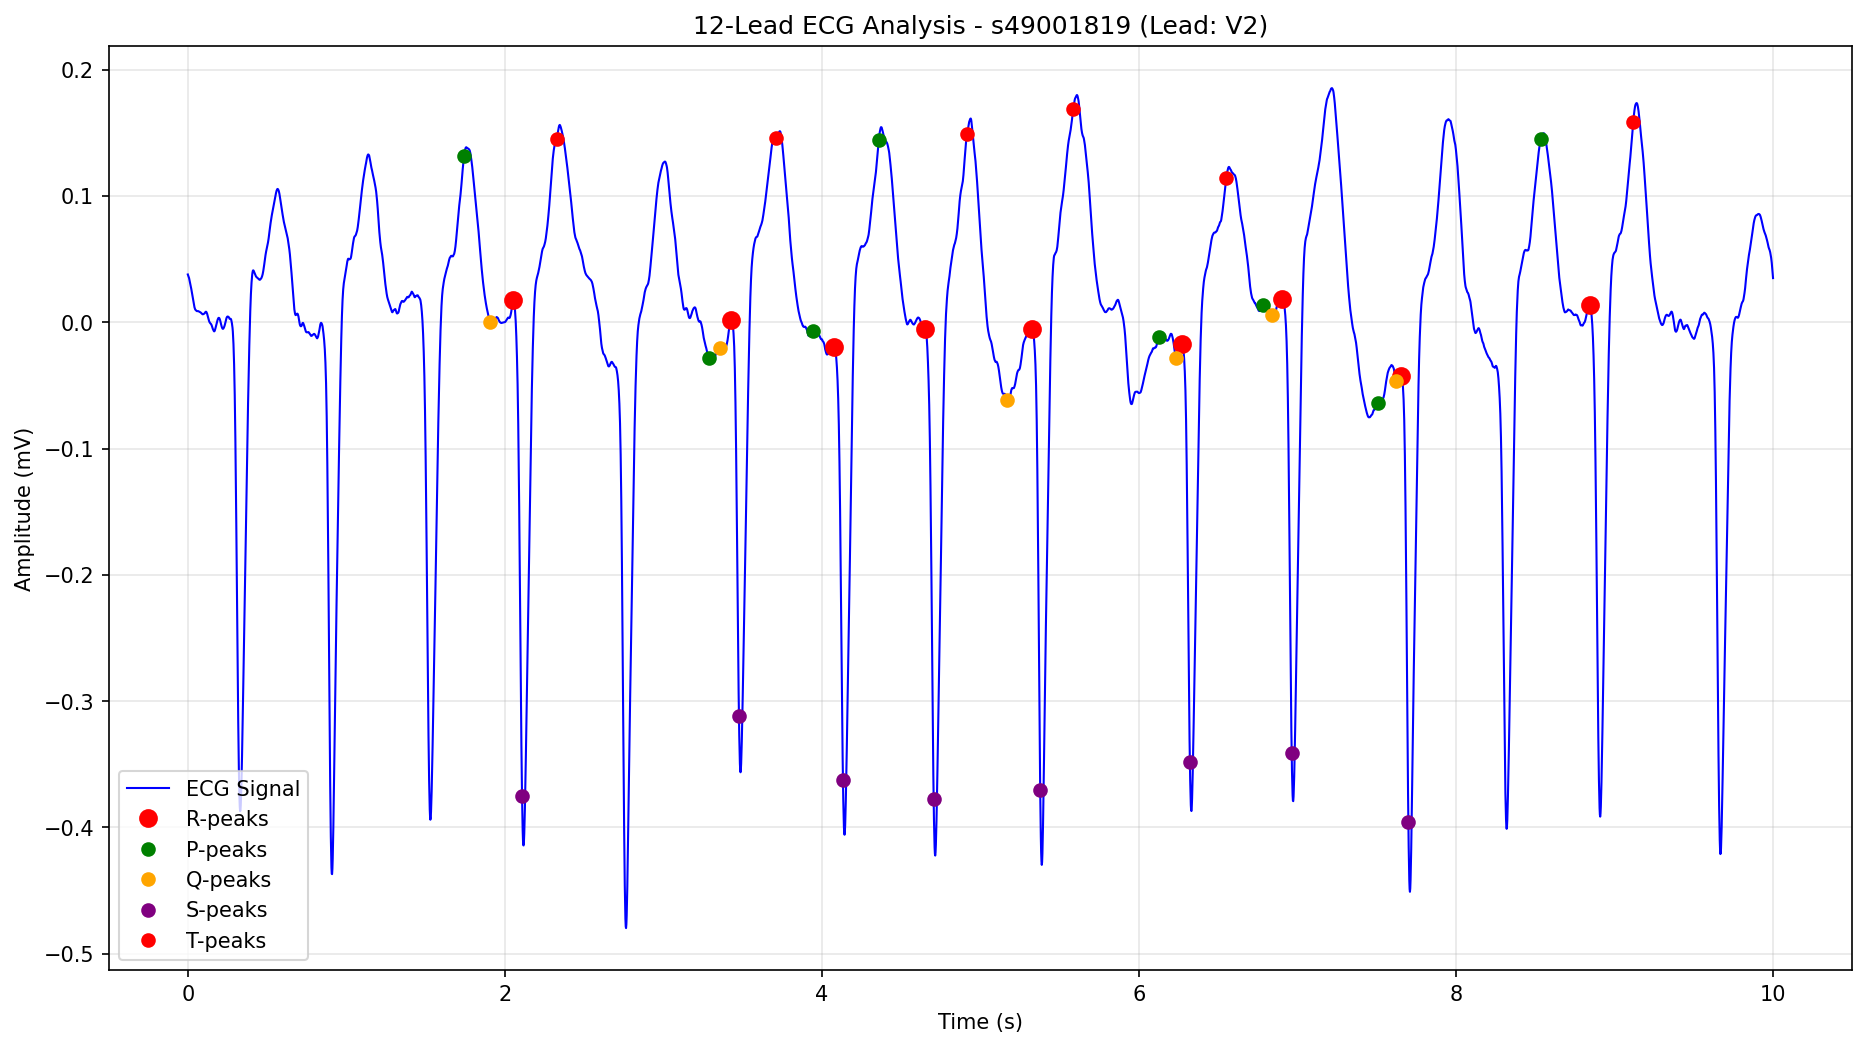 12-Lead ECG Analysis - s49001819 (Lead: V2)
0.2
0.1
0.0
−0.1
−0.2
−0.3
−0.4
−0.5
Amplitude (mV)
ECG Signal
R-peaks
P-peaks
Q-peaks
S-peaks
T-peaks
0 2 4 6 8 10
Time (s)